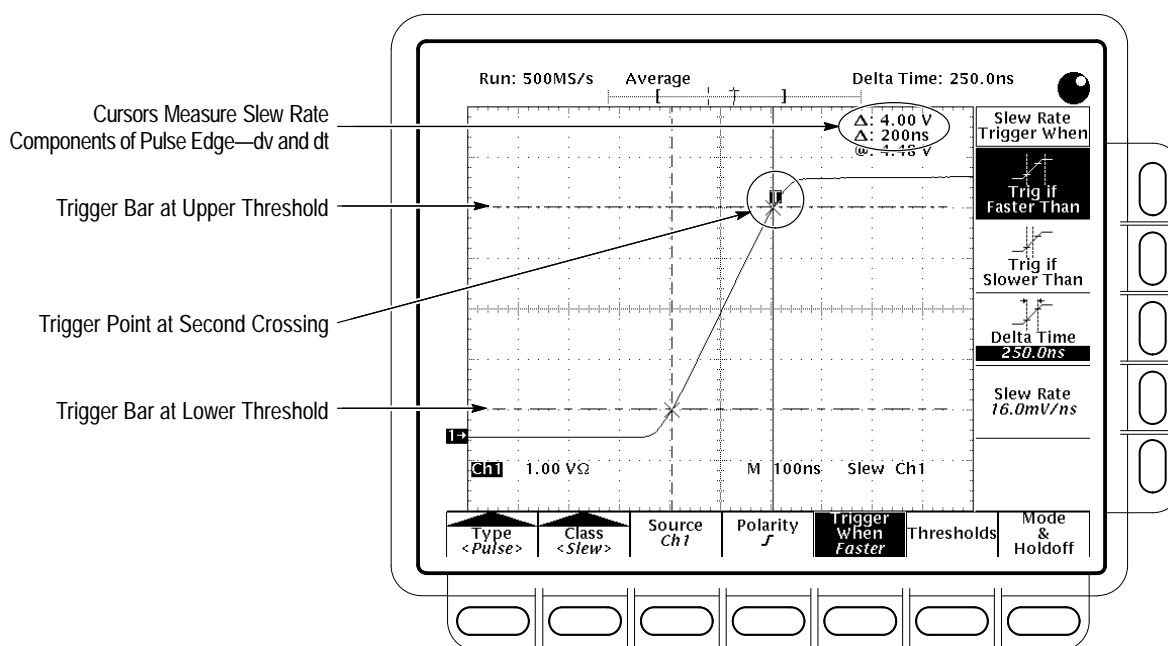 Run: 500MS/s Average Delta Time: 250.0ns
[ T ]
Cursors Measure Slew Rate
Components of Pulse Edge—dv and dt
Δ: 4.00 V
Δ: 200ns
@: 4.48 V
Slew Rate
Trigger When
Trig if
Faster Than
Trigger Bar at Upper Threshold
T
Trig if
Slower Than
Trigger Point at Second Crossing
Delta Time
250.0ns
Slew Rate
16.0mV/ns
Trigger Bar at Lower Threshold
1→
Ch1 1.00 VΩ M 100ns Slew Ch1
Type
<Pulse>
Class
<Slew>
Source
Ch1
Polarity
Trigger
When
Faster
Thresholds
Mode
&
Holdoff